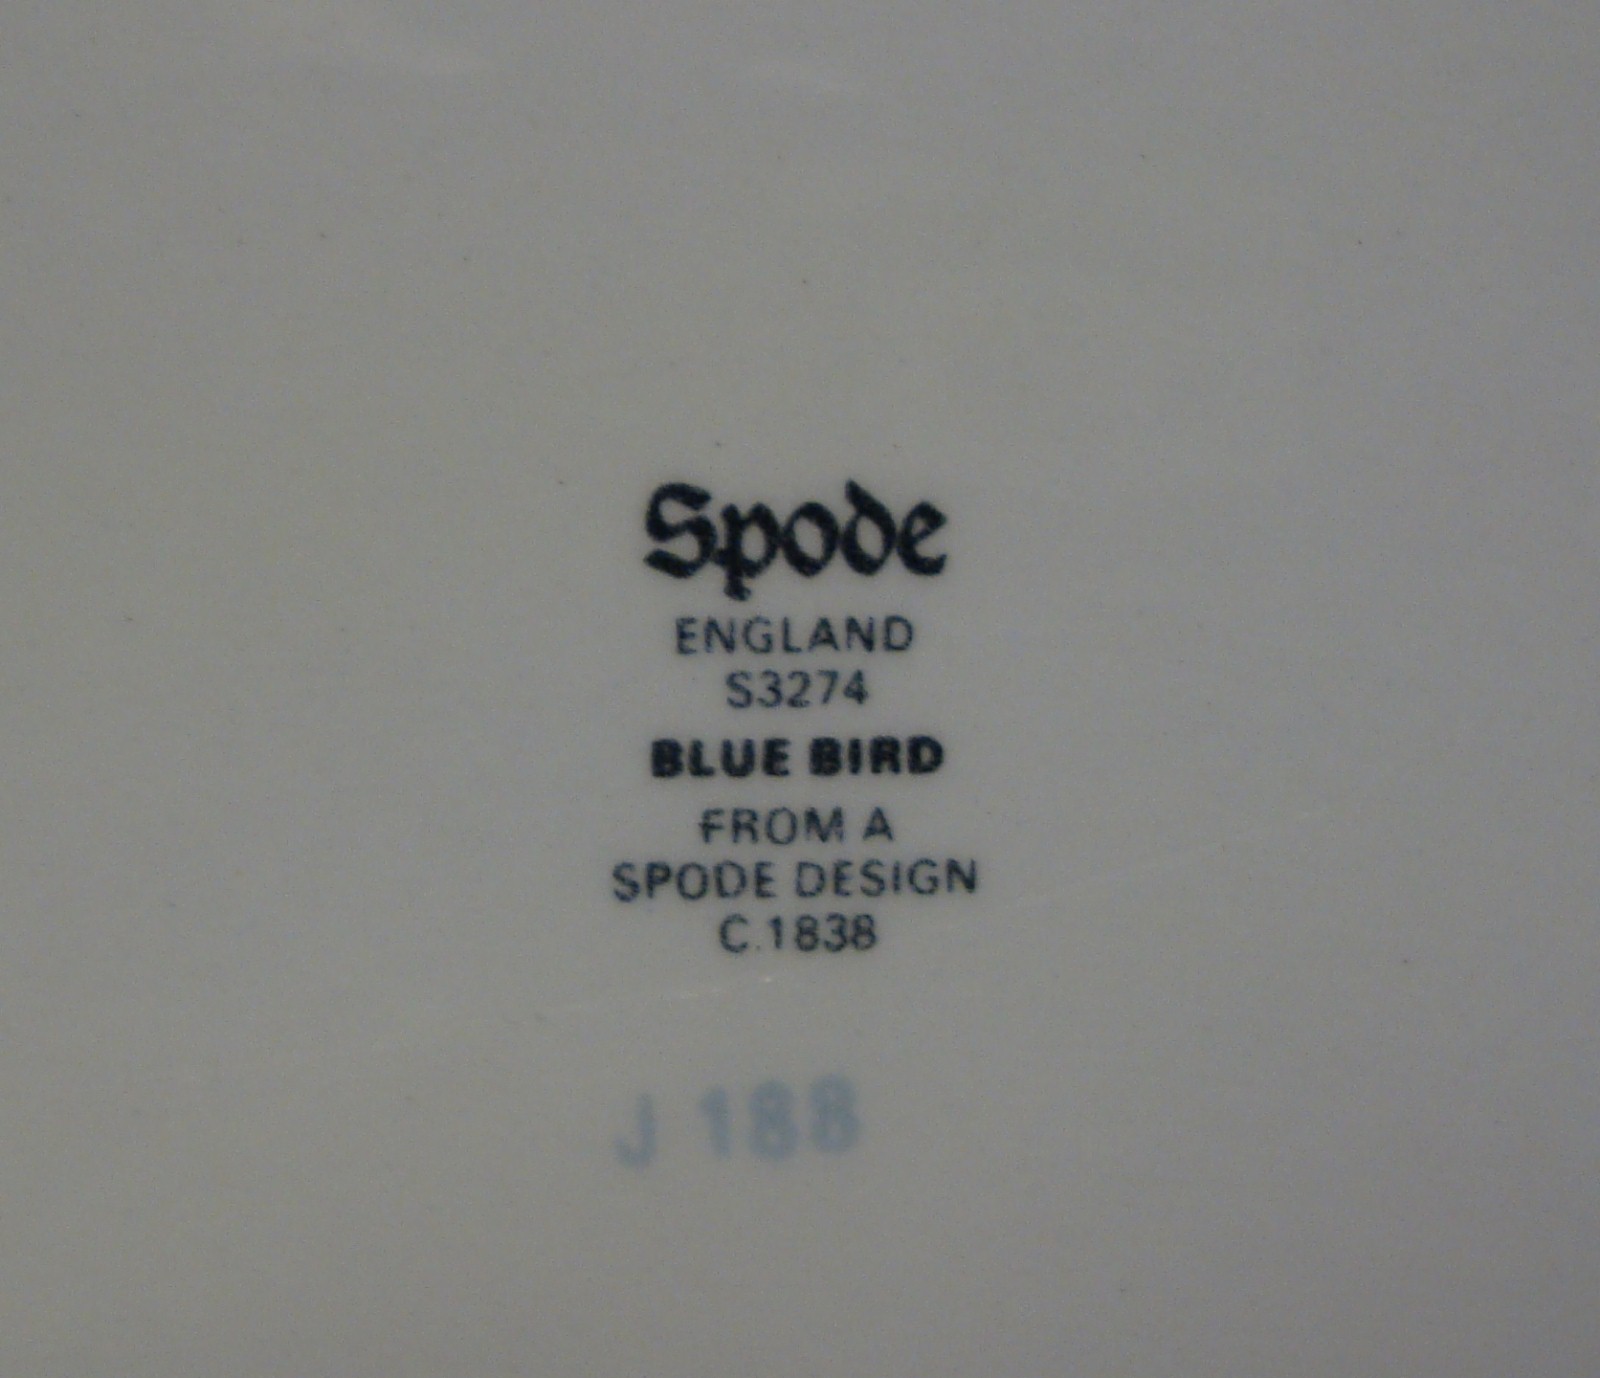 Spode
ENGLAND
S3274
BLUE BIRD
FROM A
SPODE DESIGN
C.1838
J 188